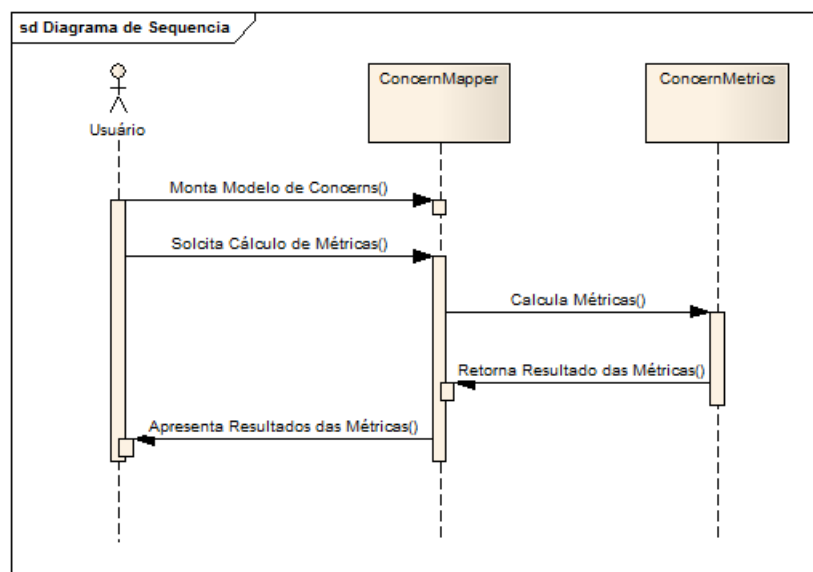 sd Diagrama de Sequencia
ConcernMapper
ConcernMetrics
Usuário
Monta Modelo de Concerns()
Solcita Cálculo de Métricas()
Calcula Métricas()
Retorna Resultado das Métricas()
Apresenta Resultados das Métricas()